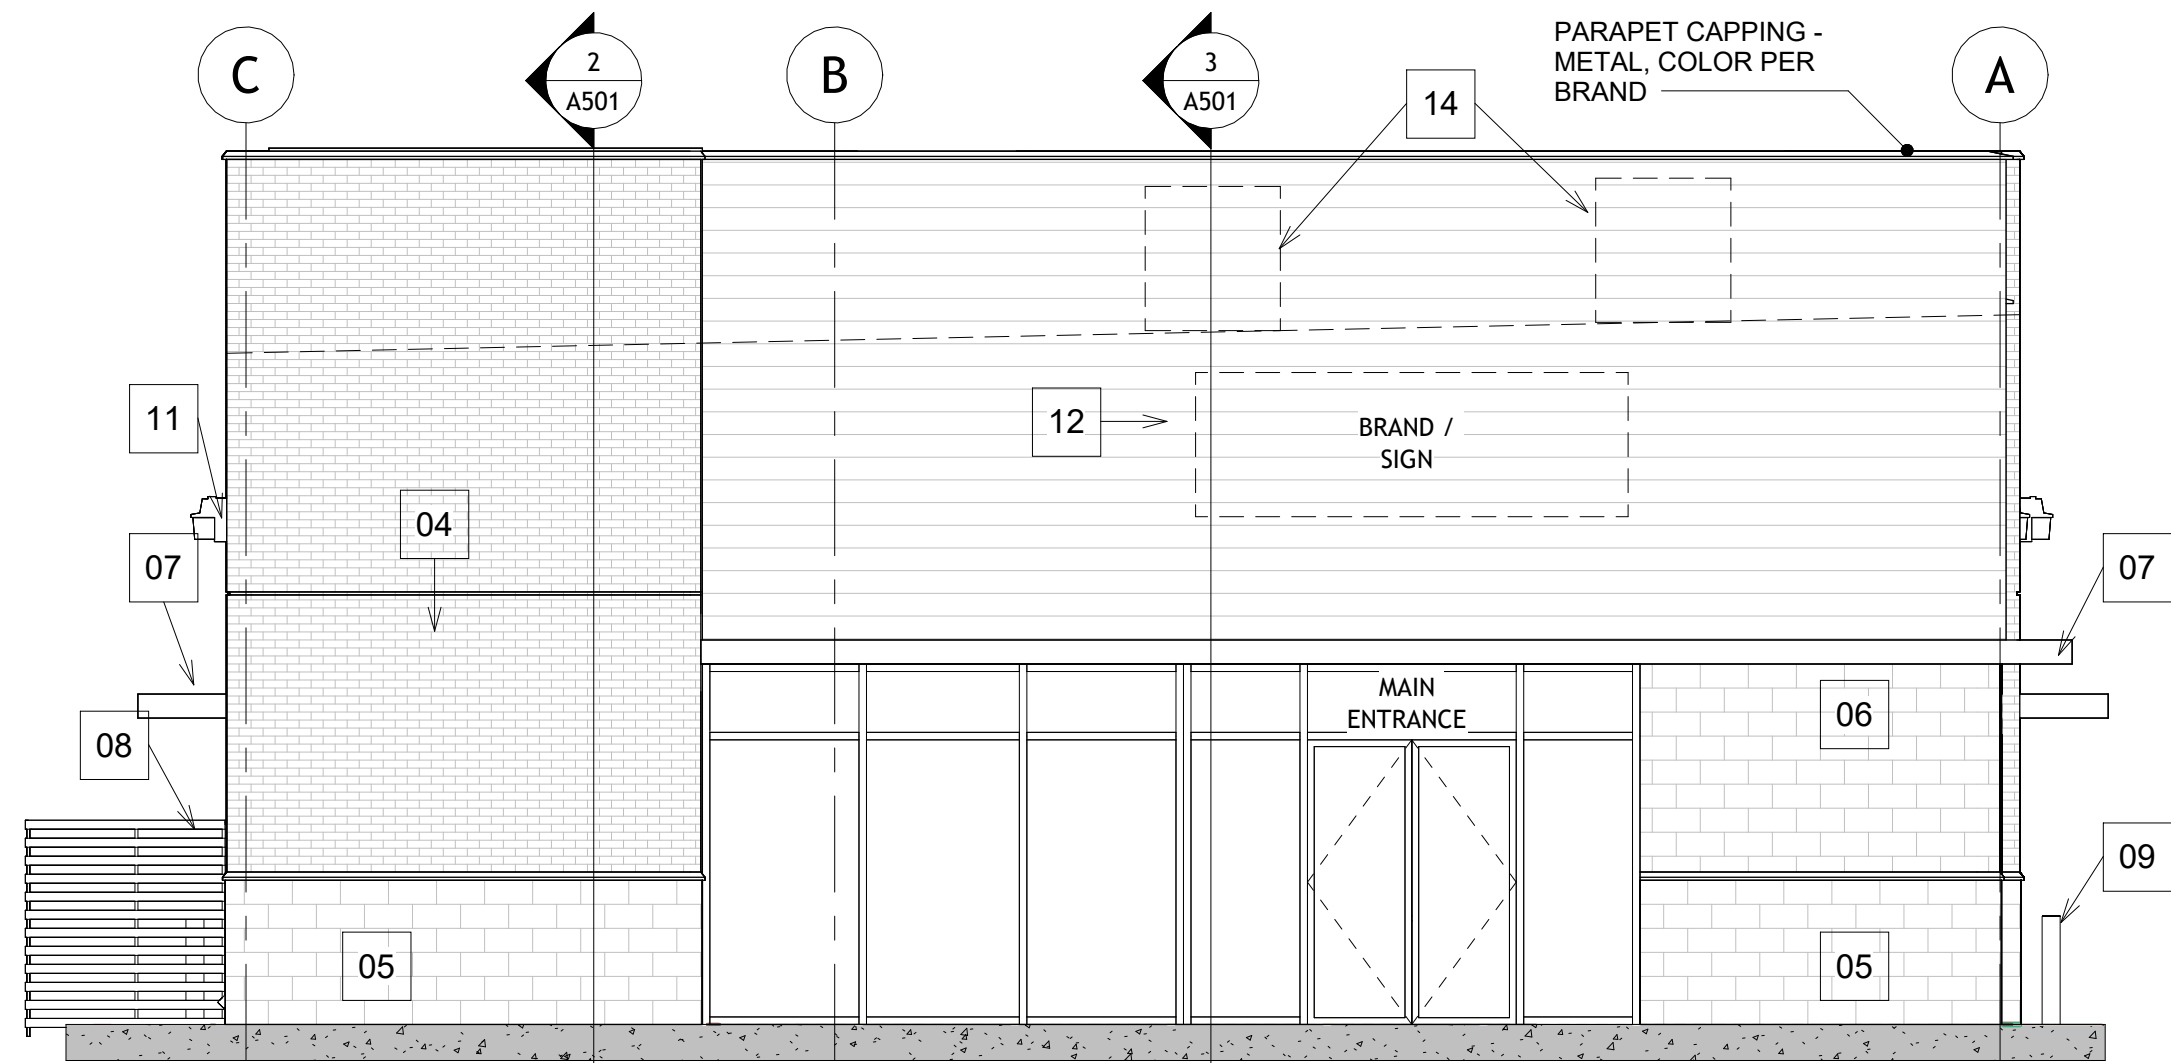 C
2
A501
B
3
A501
14
PARAPET CAPPING -
METAL, COLOR PER
BRAND
A
11
12
BRAND /
SIGN
04
07
07
MAIN
ENTRANCE
06
08
09
05
05